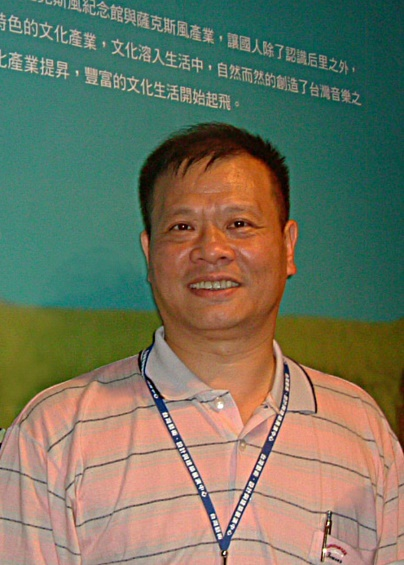 克斯風紀念館與薩克斯風產業，讓國人除了認識后里之外，
特色的文化產業，文化溶入生活中，自然而然的創造了台灣音樂之
化產業提昇，豐富的文化生活開始起飛。